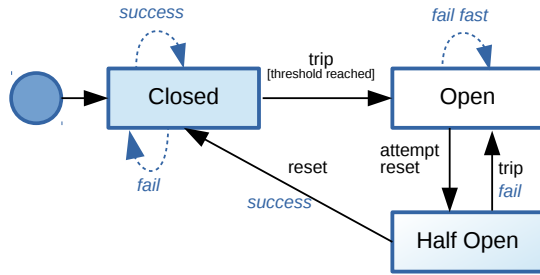 success
fail fast
trip
[threshold reached]
Closed
Open
attempt
reset
trip
fail
reset
fail
success
Half Open